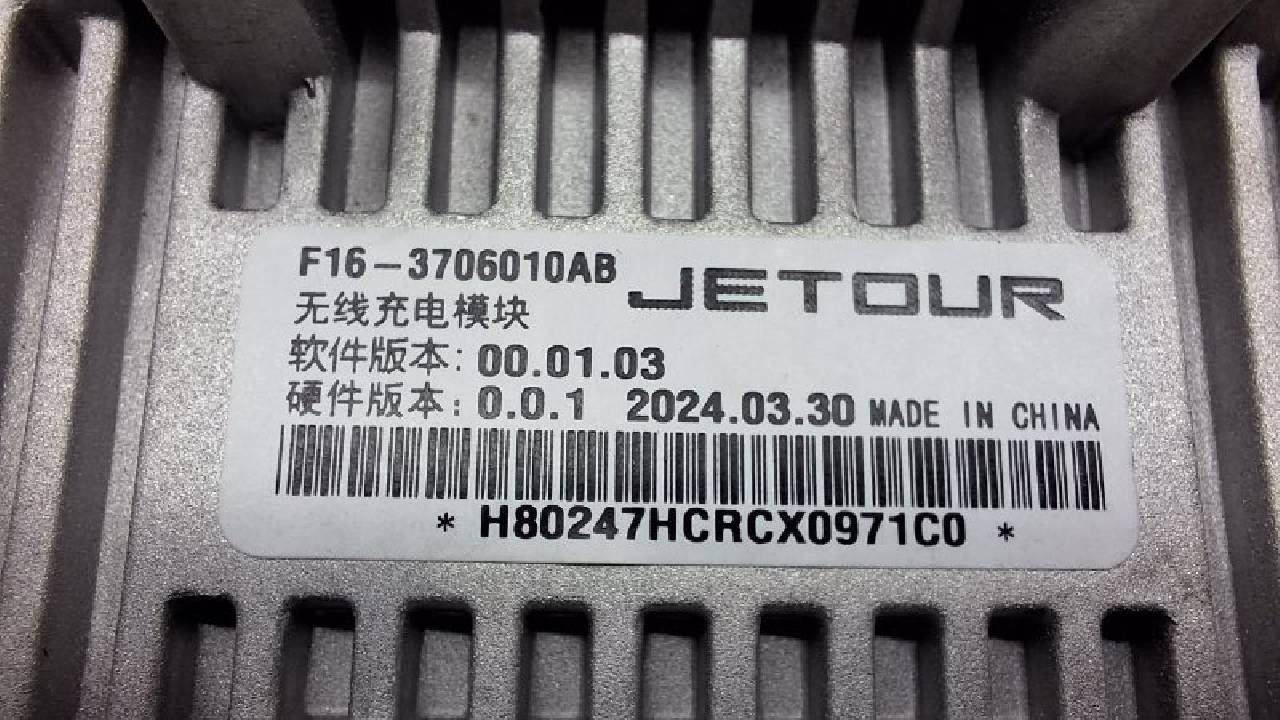 F16-3706010AB JETOUR
无线充电模块
软件版本: 00.01.03
硬件版本: 0.0.1 2024.03.30 MADE IN CHINA
* H80247HCRCX0971C0 *